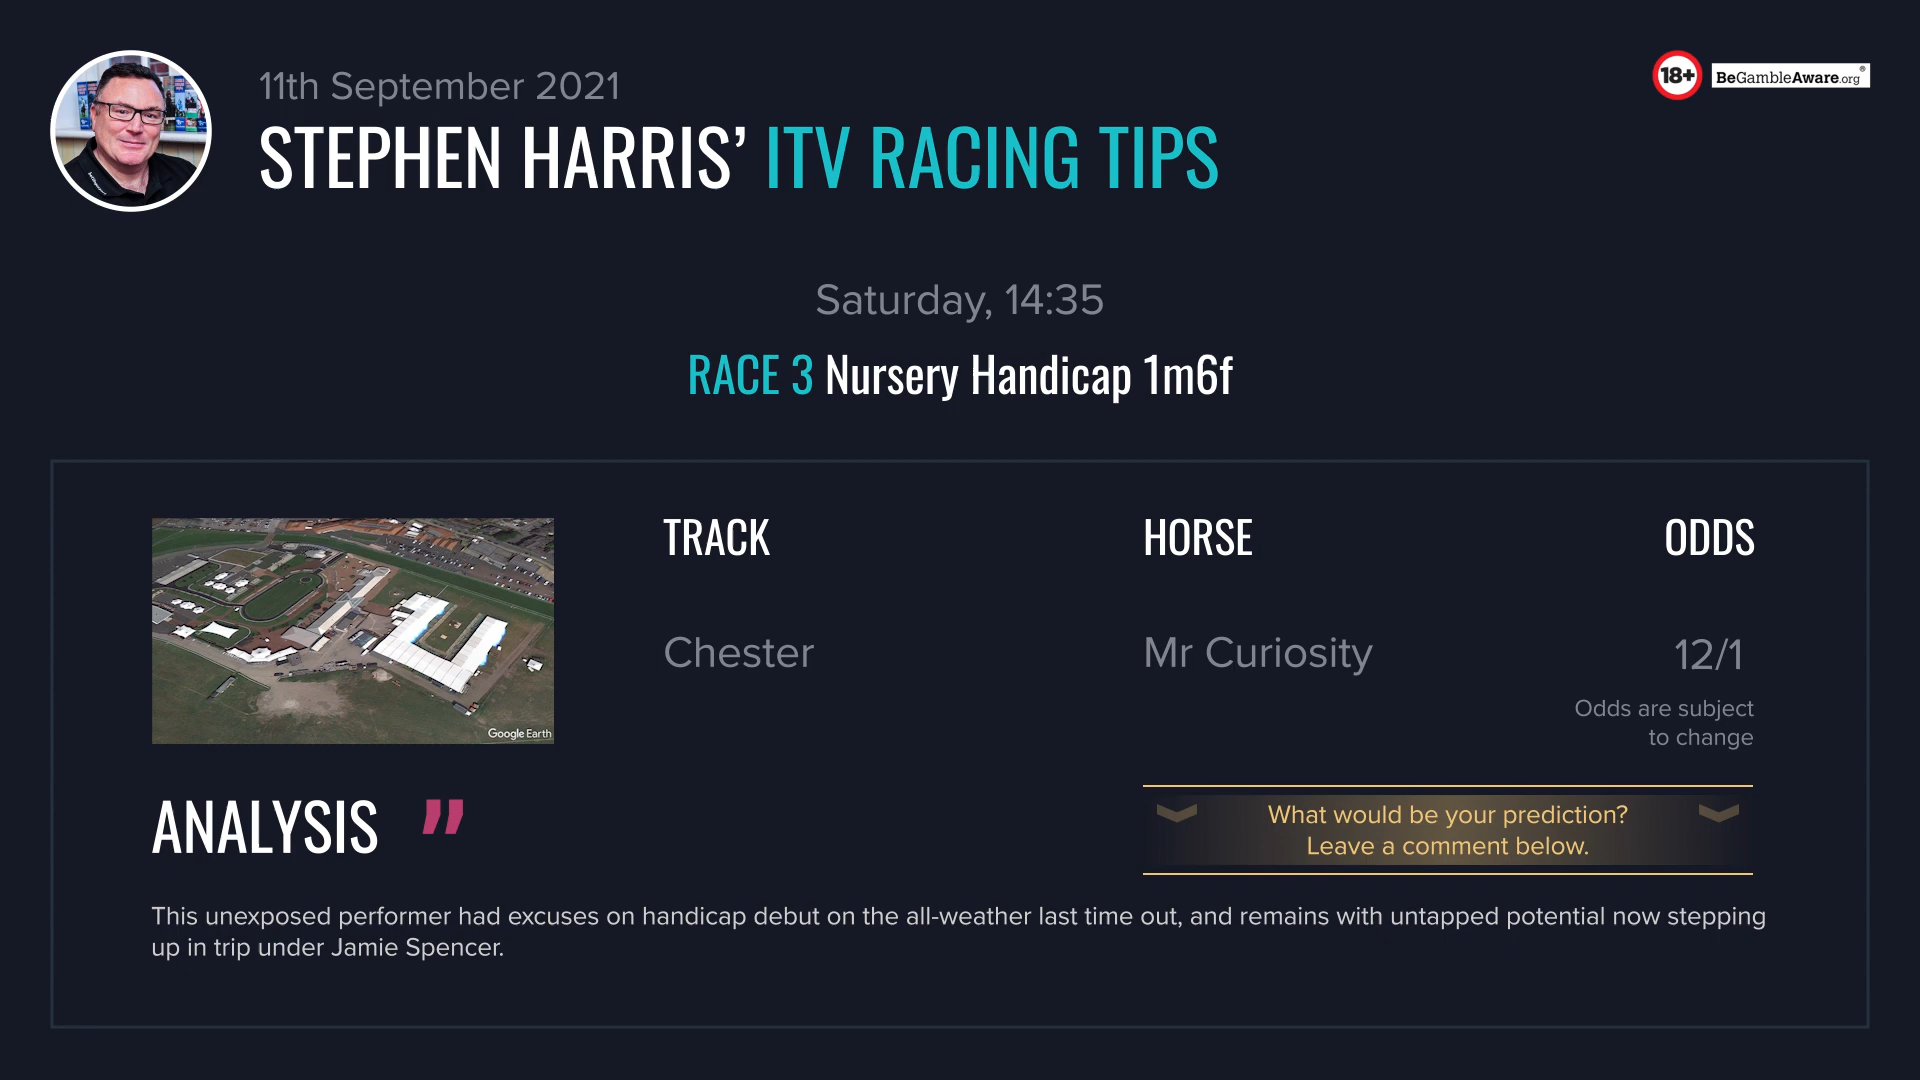 11th September 2021
STEPHEN HARRIS’ ITV RACING TIPS
18+ BeGambleAware.org®
Saturday, 14:35
RACE 3 Nursery Handicap 1m6f
TRACK HORSE ODDS
Chester Mr Curiosity 12/1
Odds are subject
to change
Google Earth
ANALYSIS ”
What would be your prediction?
Leave a comment below.
This unexposed performer had excuses on handicap debut on the all-weather last time out, and remains with untapped potential now stepping
up in trip under Jamie Spencer.